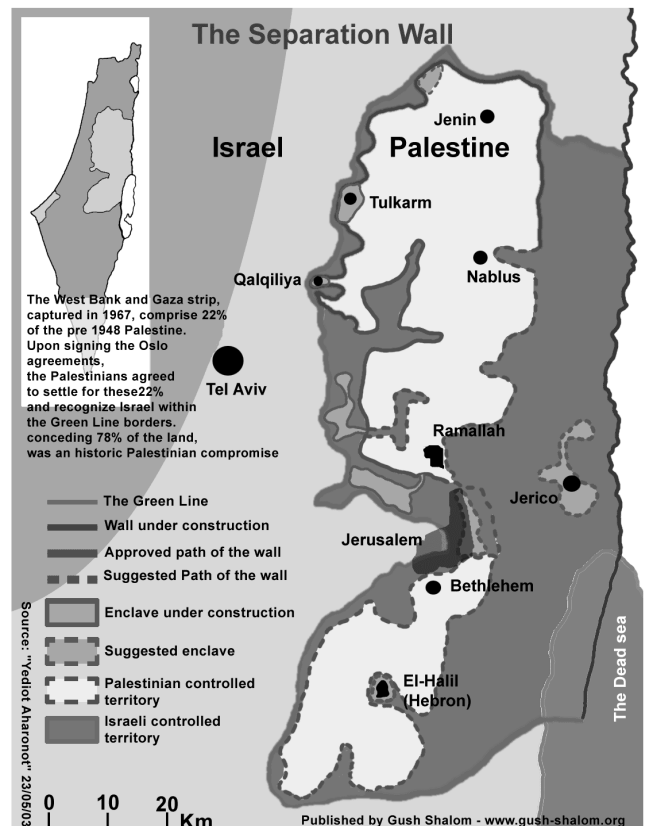 The Separation Wall
Israel
Palestine
Jenin
Tulkarm
Nablus
Qalqiliya
The West Bank and Gaza strip,
captured in 1967, comprise 22%
of the pre 1948 Palestine.
Upon signing the Oslo
agreements,
the Palestinians agreed
to settle for these22%
and recognize Israel within
the Green Line borders.
conceding 78% of the land,
was an historic Palestinian compromise
Tel Aviv
Ramallah
Jerico
Jerusalem
Bethlehem
El-Halil
(Hebron)
The Dead sea
The Green Line
Wall under construction
Approved path of the wall
Suggested Path of the wall
Enclave under construction
Suggested enclave
Palestinian controlled
territory
Israeli controlled
territory
Source: "Yediot Aharonot" 23/05/03
0 10 20
Km
Published by Gush Shalom - www.gush-shalom.org